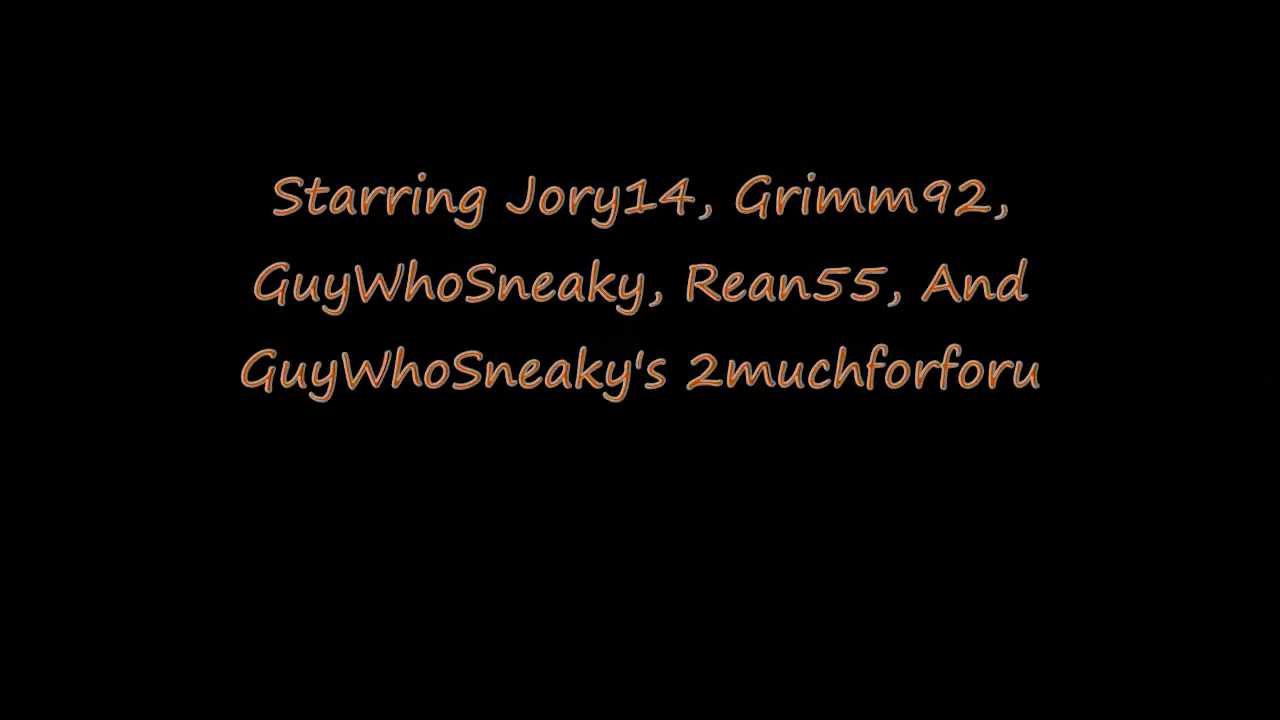 Starring Jory14, Grimm92,
GuyWhoSneaky, Rean55, And
GuyWhoSneaky's 2muchforforu